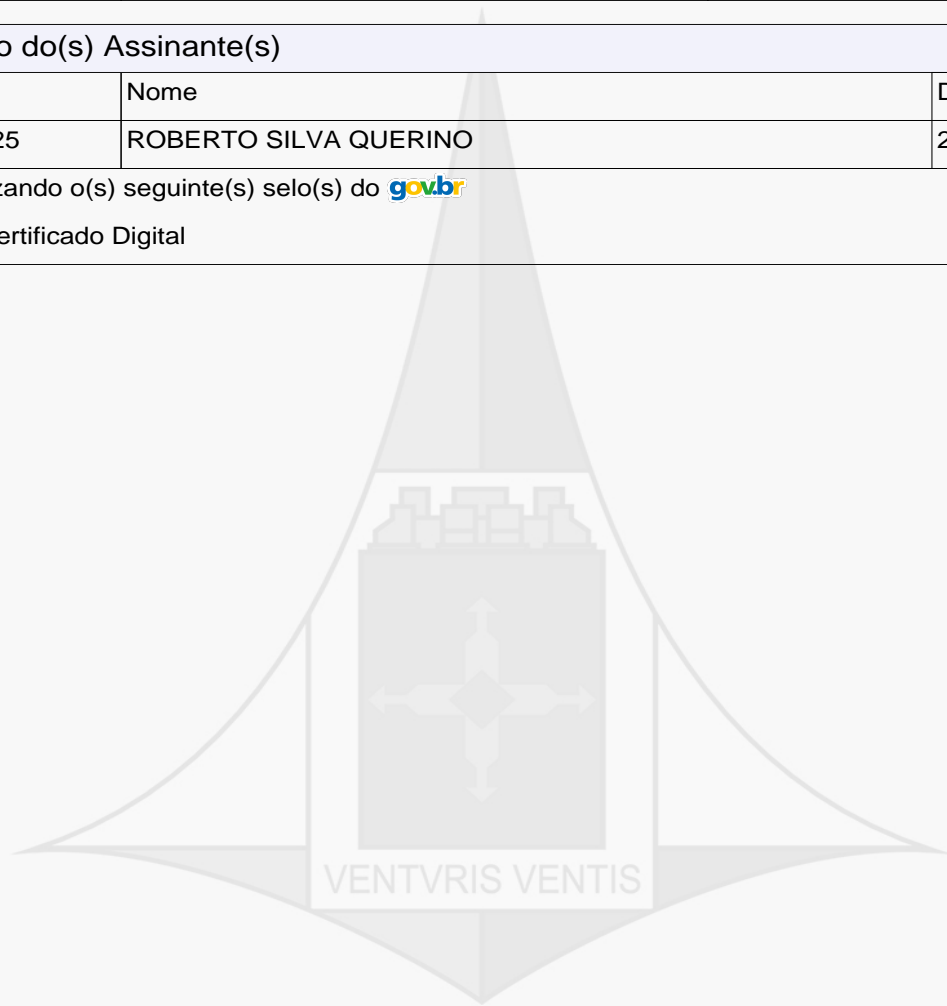 o do(s) Assinante(s)
Nome
25 ROBERTO SILVA QUERINO 2
zando o(s) seguinte(s) selo(s) do gov.br
ertificado Digital
VENTVRIS VENTIS